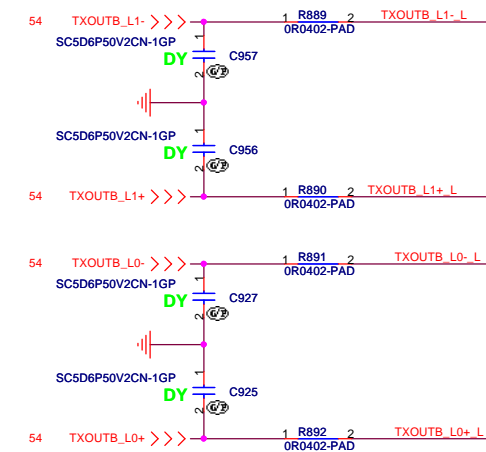 54 TXOUTB_L1- 1 R889 2 TXOUTB_L1-_L
0R0402-PAD
SC5D6P50V2CN-1GP
1
DY C957
2 G/P
SC5D6P50V2CN-1GP
1
DY C956
2 G/P
54 TXOUTB_L1+ 1 R890 2 TXOUTB_L1+_L
0R0402-PAD
54 TXOUTB_L0- 1 R891 2 TXOUTB_L0-_L
0R0402-PAD
SC5D6P50V2CN-1GP
1
DY C927
2 G/P
SC5D6P50V2CN-1GP
1
DY C925
2 G/P
54 TXOUTB_L0+ 1 R892 2 TXOUTB_L0+_L
0R0402-PAD